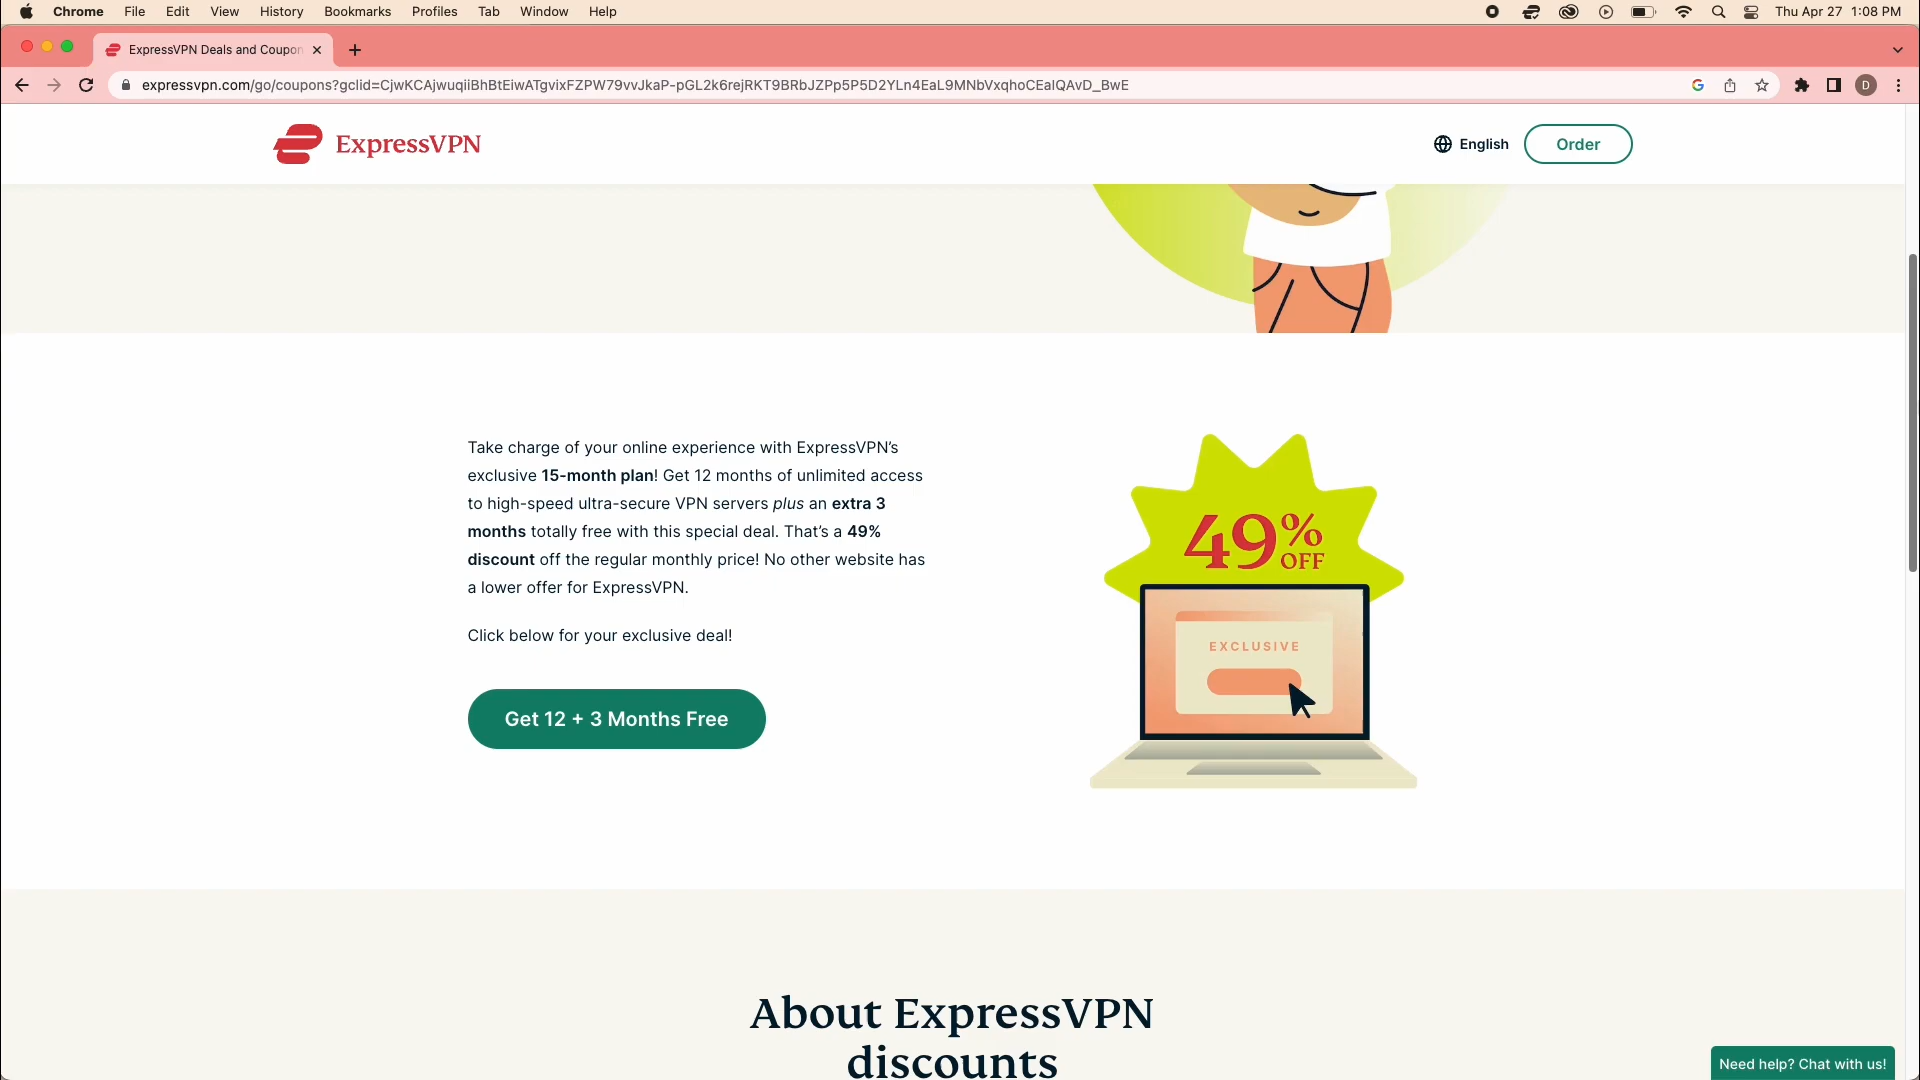 Chrome File Edit View History Bookmarks Profiles Tab Window Help Thu Apr 27 1:08 PM
ExpressVPN Deals and Coupon
expressvpn.com/go/coupons?gclid=CjwKCAjwuqiiBhBtEiwATgvixFZPW79vvJkaP-pGL2k6rejRKT9BRbJZPp5P5D2YLn4EaL9MNbVxqhoCEaIQAvD_BwE
D
ExpressVPN
English
Order
Take charge of your online experience with ExpressVPN’s
exclusive 15-month plan! Get 12 months of unlimited access
to high-speed ultra-secure VPN servers plus an extra 3
months totally free with this special deal. That’s a 49%
discount off the regular monthly price! No other website has
a lower offer for ExpressVPN.
Click below for your exclusive deal!
Get 12 + 3 Months Free
49%
OFF
EXCLUSIVE
About ExpressVPN
discounts
Need help? Chat with us!